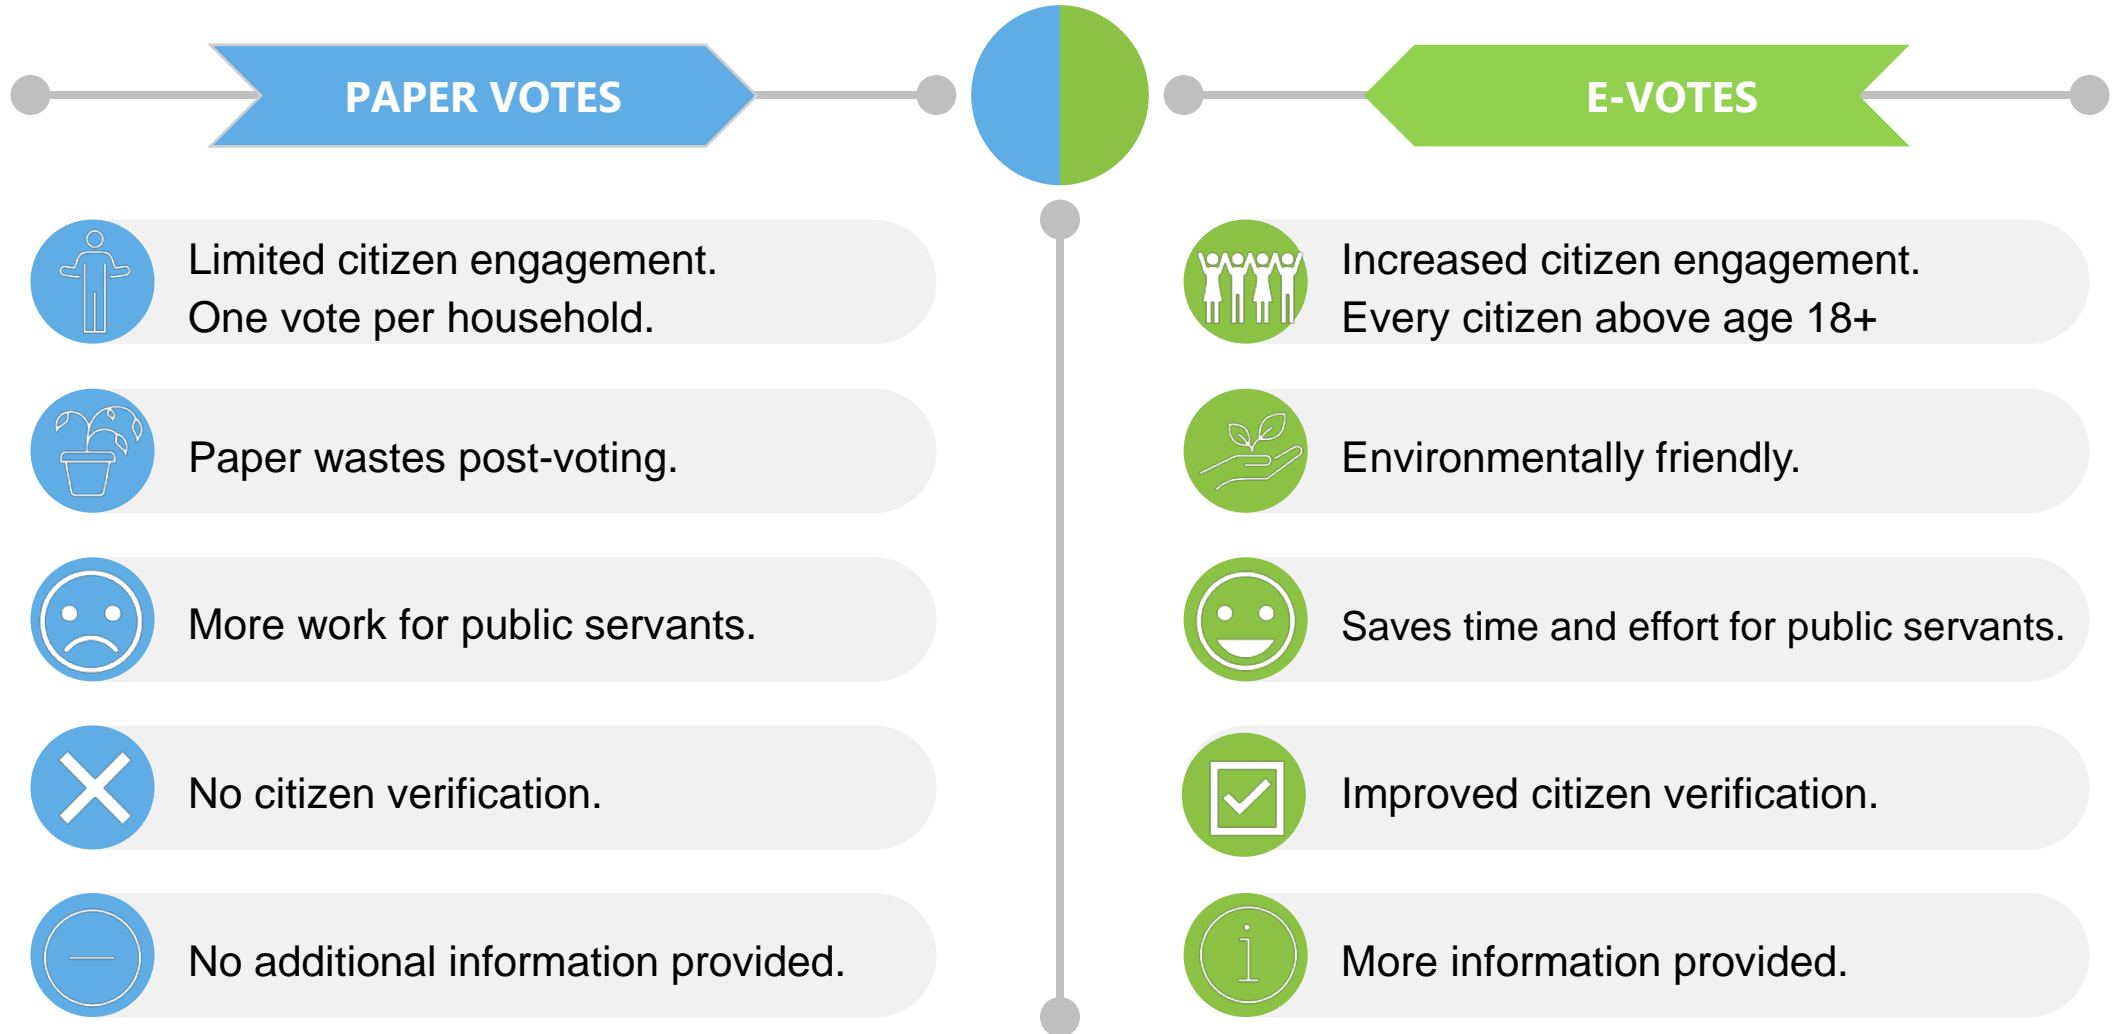 PAPER VOTES
Limited citizen engagement.
One vote per household.
Paper wastes post-voting.
More work for public servants.
No citizen verification.
No additional information provided.
E-VOTES
Increased citizen engagement.
Every citizen above age 18+
Environmentally friendly.
Saves time and effort for public servants.
Improved citizen verification.
More information provided.